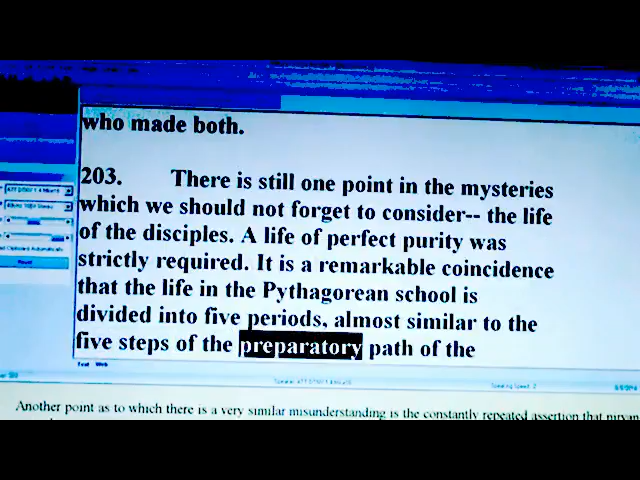 who made both.
203. There is still one point in the mysteries
which we should not forget to consider-- the life
of the disciples. A life of perfect purity was
strictly required. It is a remarkable coincidence
that the life in the Pythagorean school is
divided into five periods, almost similar to the
five steps of the preparatory path of the
Text Web
Another point as to which there is a very similar misunderstanding is the constantly repeated assertion that nirvan